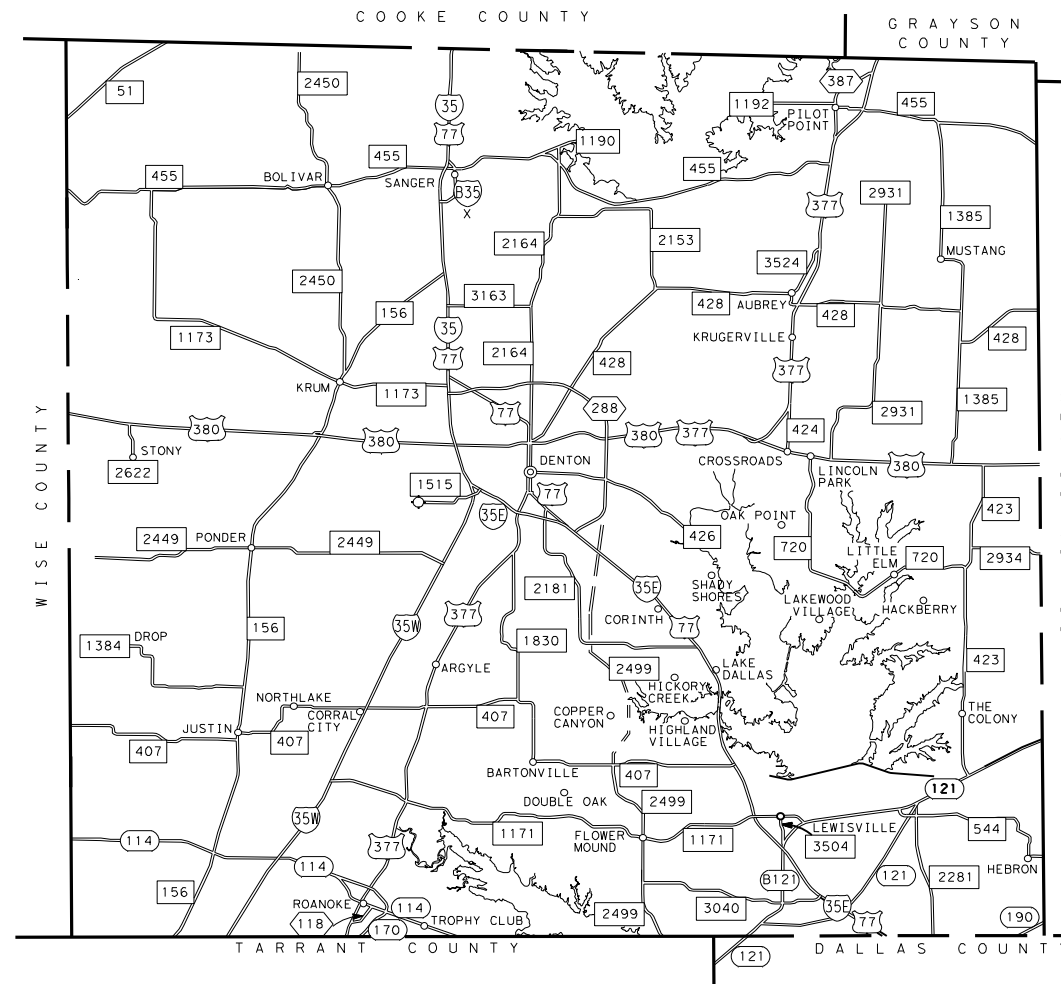 COOKE COUNTY
GRAYSON
COUNTY
387
51
2450
35
1192
455
PILOT
POINT
77
1190
455
455
455
BOLIVAR
SANGER
B35
X
2931
377
1385
2164
2153
MUSTANG
3524
2450
3163
428
AUBREY
428
156
35
1173
KRUGERVILLE
428
2164
77
428
377
KRUM
1173
1385
77
288
2931
380
380
380
377
424
STONY
DENTON
CROSSROADS
LINCOLN
PARK
380
2622
1515
77
423
35E
OAK POINT
WISE COUNTY
2449
PONDER
2449
426
720
LITTLE
ELM
720
2934
2181
35E
SHADY
SHORES
LAKEWOOD
VILLAGE
HACKBERRY
377
CORINTH
156
35W
77
DROP
1384
1830
423
ARGYLE
2499
LAKE
DALLAS
HICKORY
CREEK
NORTHLAKE
CORRAL
CITY
407
COPPER
CANYON
THE
COLONY
JUSTIN
407
407
HIGHLAND
VILLAGE
BARTONVILLE
407
121
DOUBLE OAK
2499
35W
1171
FLOWER
MOUND
1171
LEWISVILLE
544
114
377
3504
HEBRON
114
B121
121
2281
156
ROANOKE
114
3040
35E
118
170
TROPHY CLUB
2499
77
190
TARRANT COUNTY
DALLAS COUNTY
121